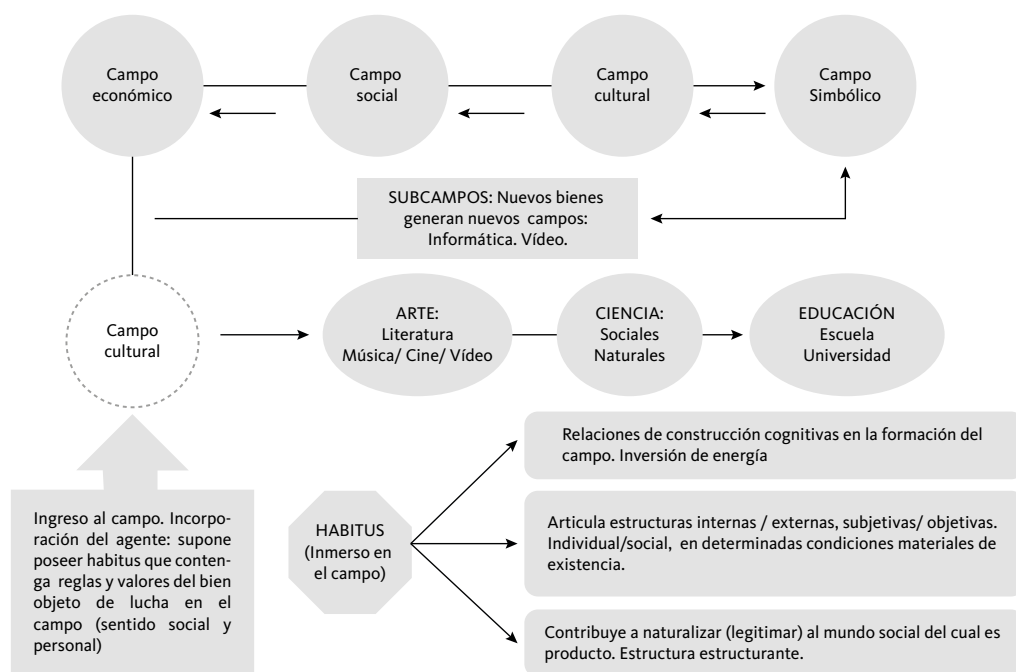 Campo
económico
Campo
social
Campo
cultural
Campo
Simbólico
SUBCAMPOS: Nuevos bienes
generan nuevos campos:
Informática. Vídeo.
Campo
cultural
ARTE:
Literatura
Música/ Cine/ Vídeo
CIENCIA:
Sociales
Naturales
EDUCACIÓN
Escuela
Universidad
Ingreso al campo. Incorpo-
ración del agente: supone
poseer habitus que conten-
ga reglas y valores del bien
objeto de lucha en el
campo (sentido social y
personal)
HABITUS
(Inmerso en
el campo)
Relaciones de construcción cognitivas en la formación del
campo. Inversión de energía
Articula estructuras internas / externas, subjetivas/ objetivas.
Individual/social, en determinadas condiciones materiales de
existencia.
Contribuye a naturalizar (legitimar) al mundo social del cual es
producto. Estructura estructurante.